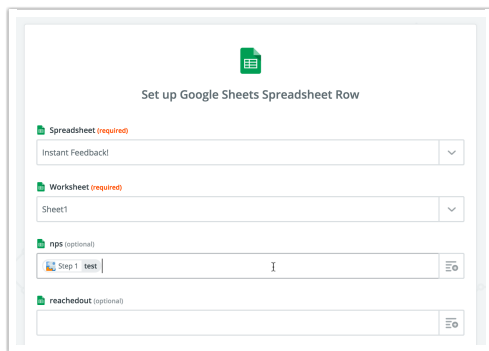 Set up Google Sheets Spreadsheet Row
Spreadsheet (required)
Instant Feedback!
Worksheet (required)
Sheet1
nps (optional)
Step 1 test
reachedout (optional)